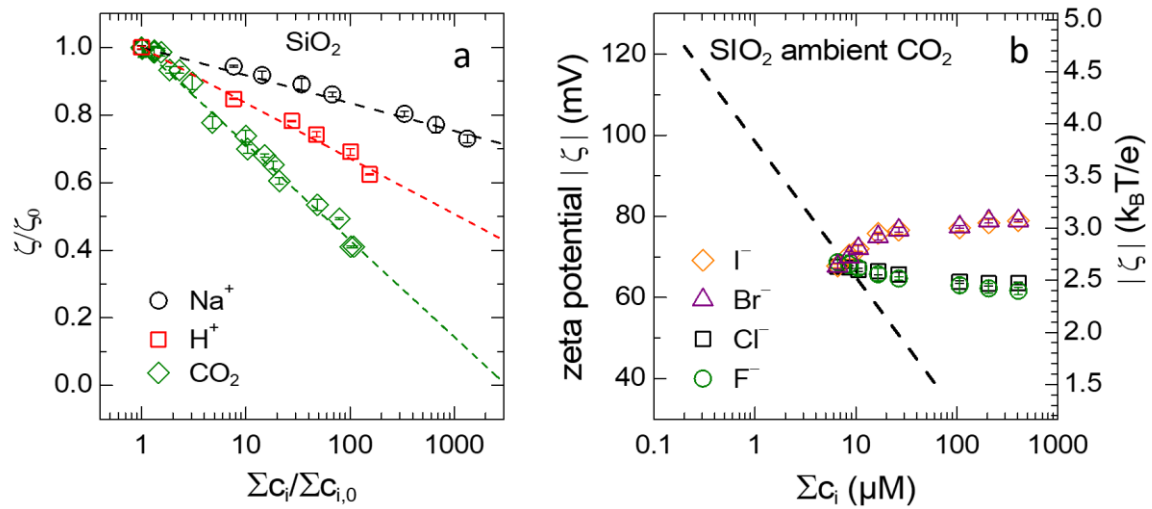 SiO₂
a
1.0
0.8
0.6
0.4
0.2
0.0
ζ/ζ₀
Na⁺
H⁺
CO₂
1
10
100
1000
Σcᵢ/Σcᵢ,₀
SIO₂ ambient CO₂
b
120
100
80
60
40
zeta potential |ζ| (mV)
I⁻
Br⁻
Cl⁻
F⁻
0.1
1
10
100
1000
Σcᵢ (µM)
5.0
4.5
4.0
3.5
3.0
2.5
2.0
1.5
|ζ| (k_BT/e)